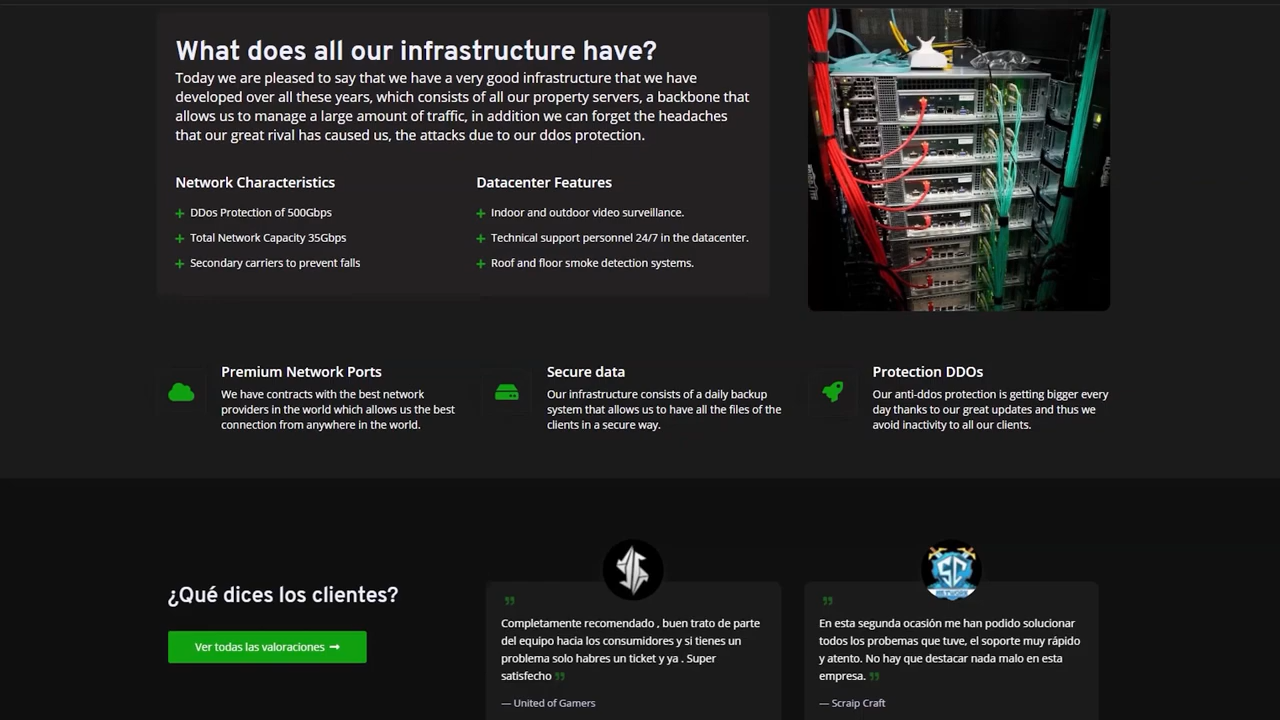 What does all our infrastructure have?
Today we are pleased to say that we have a very good infrastructure that we have
developed over all these years, which consists of all our property servers, a backbone that
allows us to manage a large amount of traffic, in addition we can forget the headaches
that our great rival has caused us, the attacks due to our ddos protection.
Network Characteristics
DDos Protection of 500Gbps
Total Network Capacity 35Gbps
Secondary carriers to prevent falls
Datacenter Features
Indoor and outdoor video surveillance.
Technical support personnel 24/7 in the datacenter.
Roof and floor smoke detection systems.
Premium Network Ports
We have contracts with the best network
providers in the world which allows us the best
connection from anywhere in the world.
Secure data
Our infrastructure consists of a daily backup
system that allows us to have all the files of the
clients in a secure way.
Protection DDOs
Our anti-ddos protection is getting bigger every
day thanks to our great updates and thus we
avoid inactivity to all our clients.
¿Qué dices los clientes?
Ver todas las valoraciones ➞
Completamente recomendado , buen trato de parte
del equipo hacia los consumidores y si tienes un
problema solo habres un ticket y ya . Super
satisfecho
— United of Gamers
SC
NETWORK
En esta segunda ocasión me han podido solucionar
todos los probemas que tuve, el soporte muy rápido
y atento. No hay que destacar nada malo en esta
empresa.
— Scraip Craft